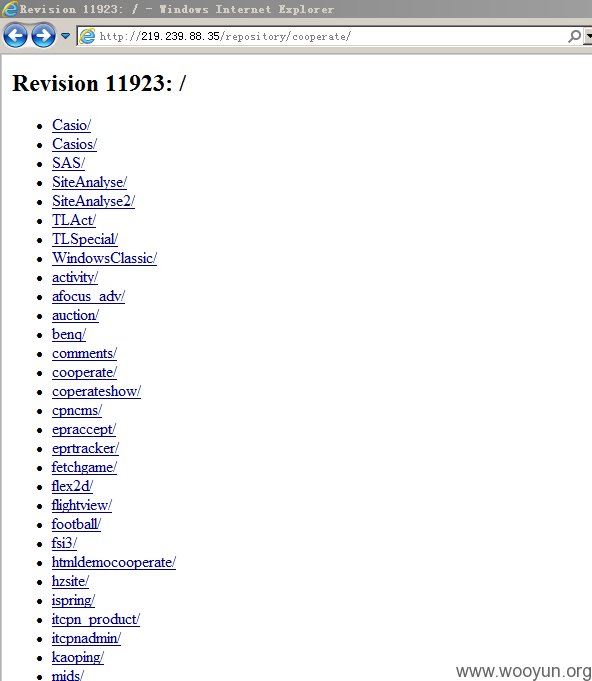 Revision 11923: / - Windows Internet Explorer
http://219.239.88.35/repository/cooperate/
Revision 11923: /
Casio/
Casios/
SAS/
SiteAnalyse/
SiteAnalyse2/
TLAct/
TLSpecial/
WindowsClassic/
activity/
afocus_adv/
auction/
benq/
comments/
cooperate/
coperateshow/
cpncms/
epraccept/
eprtracker/
fetchgame/
flex2d/
flightview/
football/
fsi3/
htmldemocooperate/
hzsite/
ispring/
itcpn_product/
itcpnadmin/
kaoping/
mids/
www.wooyun.org